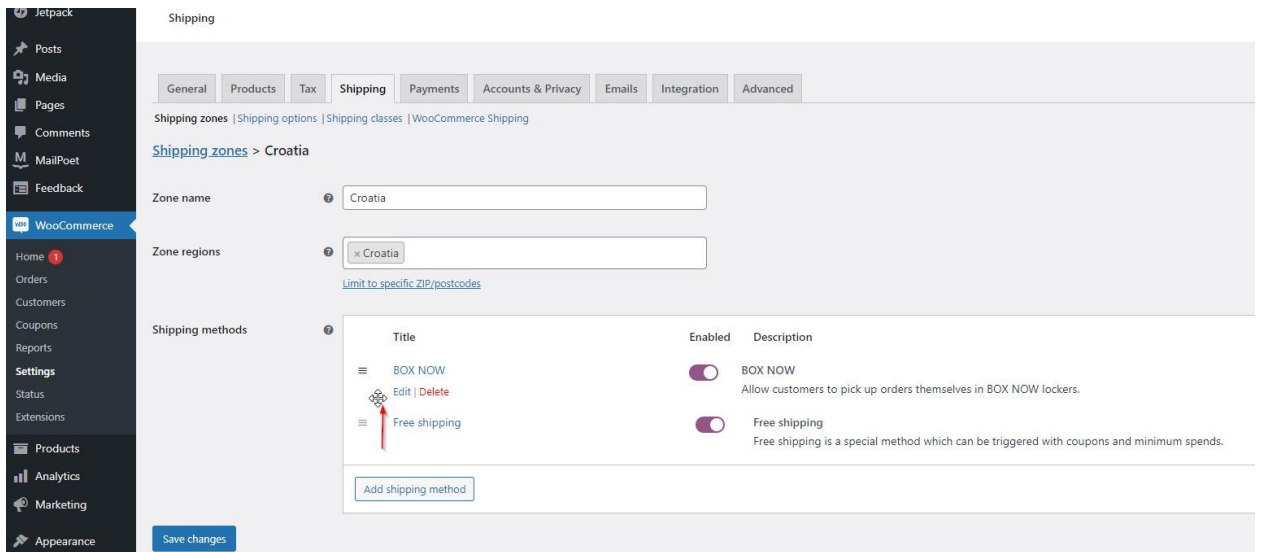 Jetpack
Posts
Media
Pages
Comments
MailPoet
Feedback
WooCommerce
Home 1
Orders
Customers
Coupons
Reports
Settings
Status
Extensions
Products
Analytics
Marketing
Appearance
Shipping
General Products Tax Shipping Payments Accounts & Privacy Emails Integration Advanced
Shipping zones | Shipping options | Shipping classes | WooCommerce Shipping
Shipping zones > Croatia
Zone name
Croatia
Zone regions
× Croatia
Limit to specific ZIP/postcodes
Shipping methods
Title Enabled Description
BOX NOW BOX NOW
Edit | Delete Allow customers to pick up orders themselves in BOX NOW lockers.
Free shipping Free shipping
Free shipping is a special method which can be triggered with coupons and minimum spends.
Add shipping method
Save changes